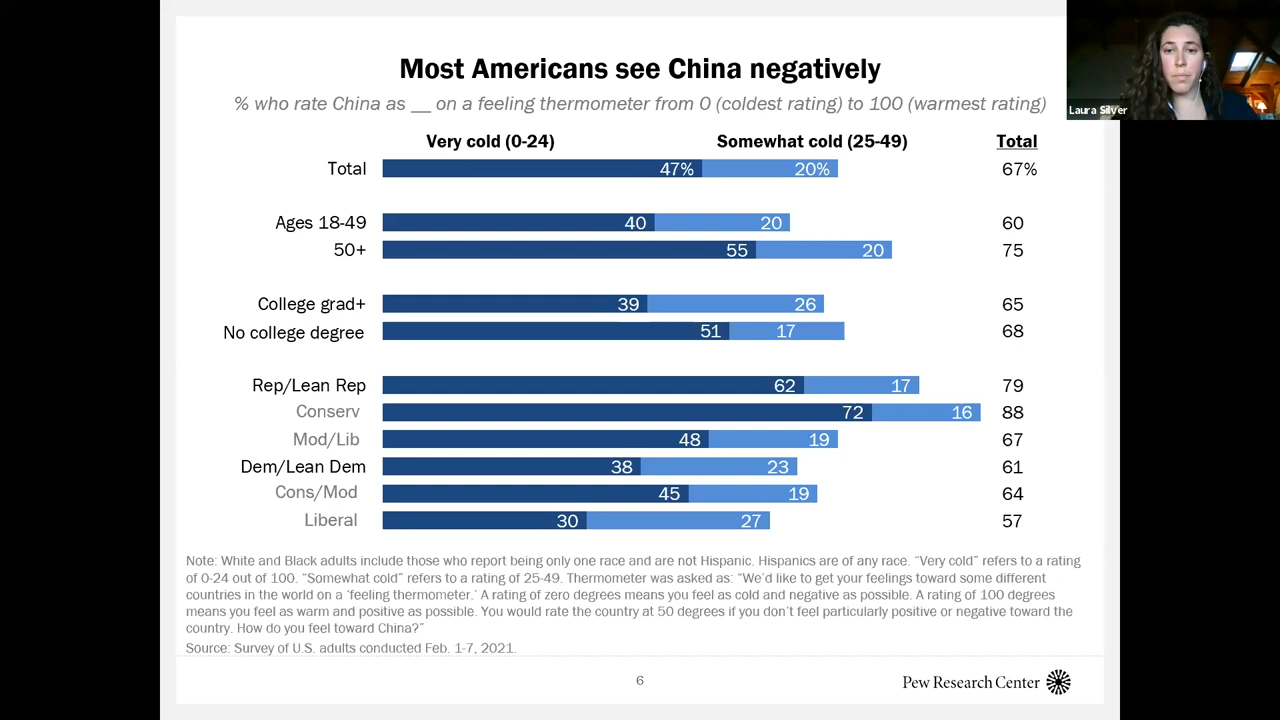 Most Americans see China negatively
% who rate China as __ on a feeling thermometer from 0 (coldest rating) to 100 (warmest rating)
Laura Silver
Very cold (0-24) Somewhat cold (25-49) Total
Total 47% 20% 67%
Ages 18-49 40 20 60
50+ 55 20 75
College grad+ 39 26 65
No college degree 51 17 68
Rep/Lean Rep 62 17 79
Conserv 72 16 88
Mod/Lib 48 19 67
Dem/Lean Dem 38 23 61
Cons/Mod 45 19 64
Liberal 30 27 57
Note: White and Black adults include those who report being only one race and are not Hispanic. Hispanics are of any race. “Very cold” refers to a rating
of 0-24 out of 100. “Somewhat cold” refers to a rating of 25-49. Thermometer was asked as: “We’d like to get your feelings toward some different
countries in the world on a ‘feeling thermometer.’ A rating of zero degrees means you feel as cold and negative as possible. A rating of 100 degrees
means you feel as warm and positive as possible. You would rate the country at 50 degrees if you don’t feel particularly positive or negative toward the
country. How do you feel toward China?”
Source: Survey of U.S. adults conducted Feb. 1-7, 2021.
6
Pew Research Center